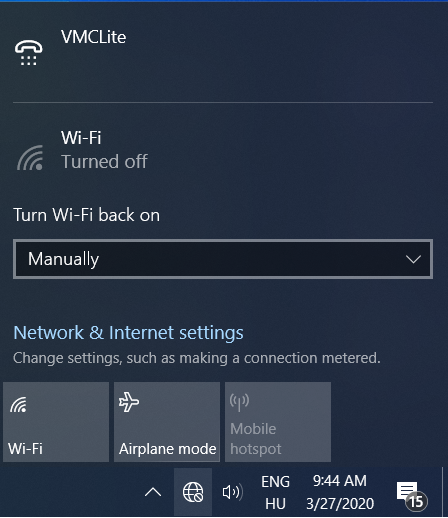 VMCLite
Wi-Fi
Turned off
Turn Wi-Fi back on
Manually
Network & Internet settings
Change settings, such as making a connection metered.
Wi-Fi
Airplane mode
Mobile
hotspot
ENG
HU
9:44 AM
3/27/2020
15